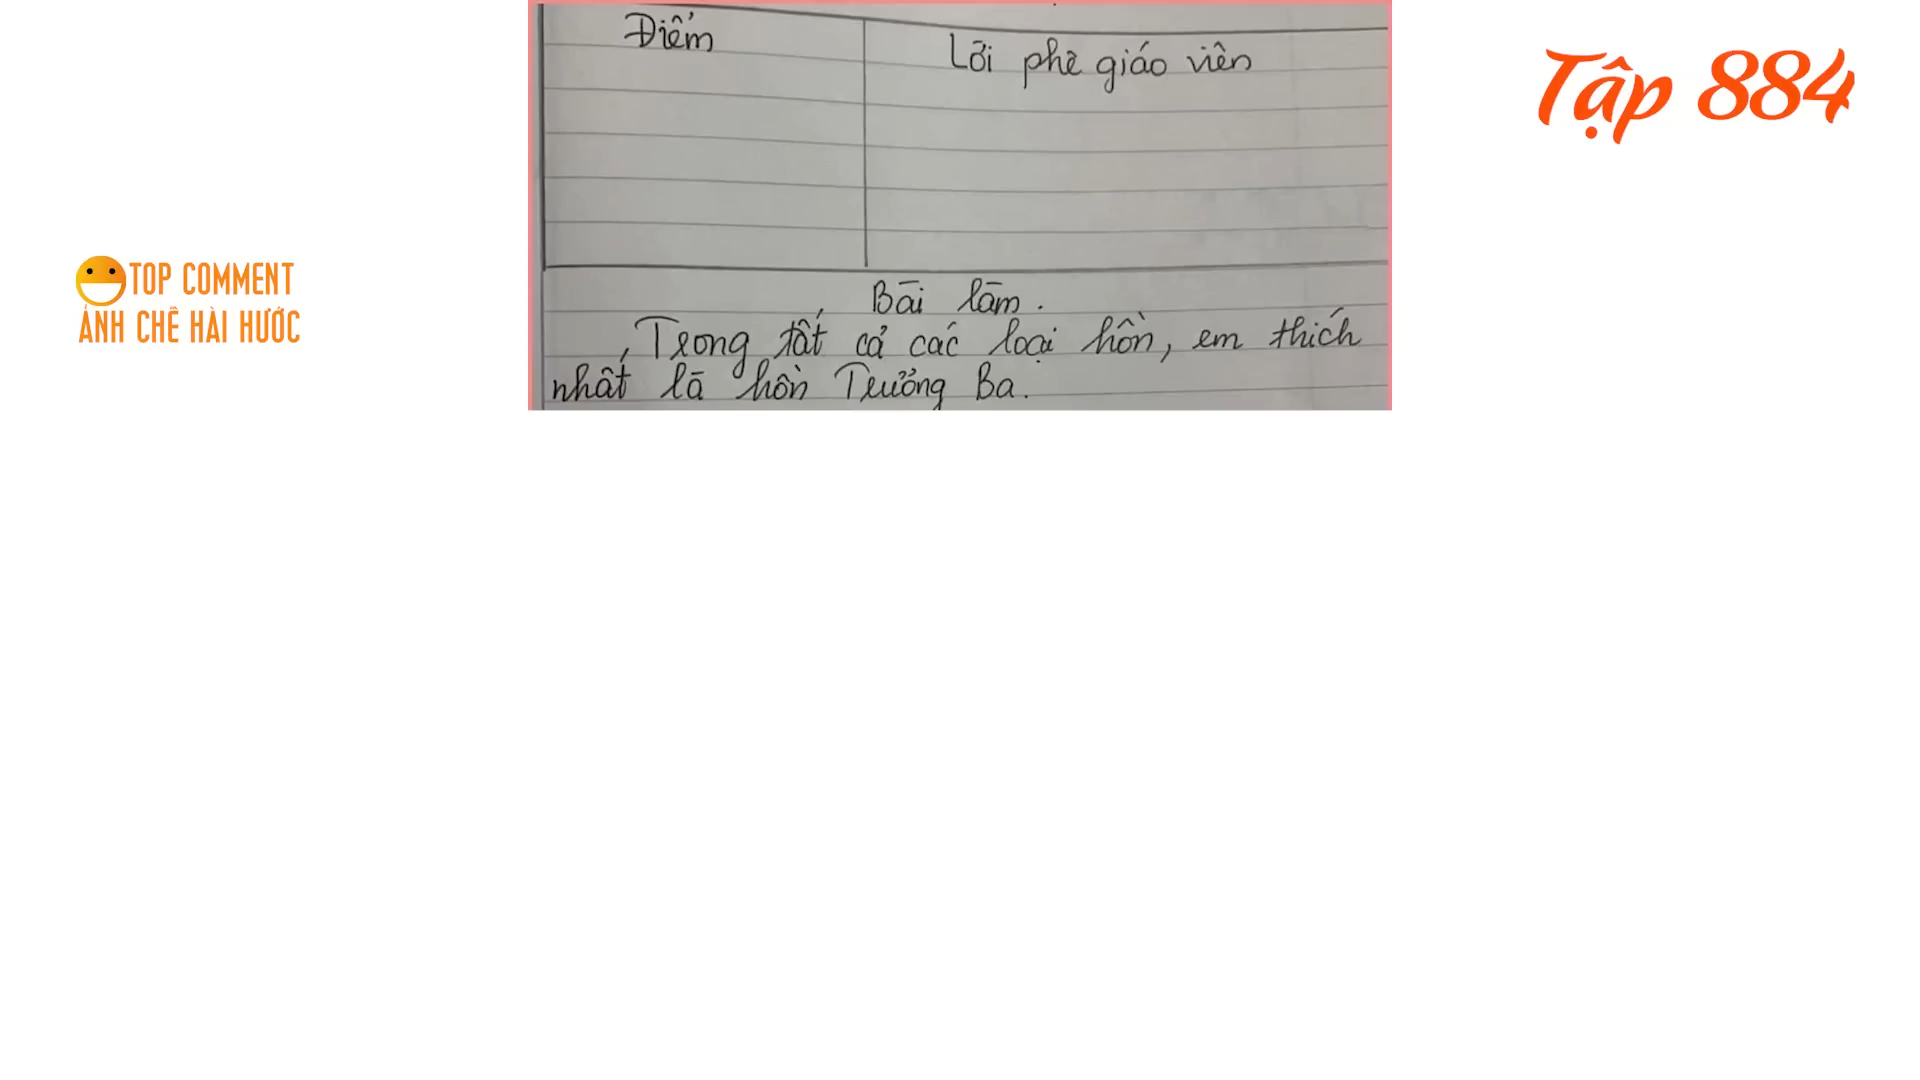 Điểm
Lời phê giáo viên
Tập 884
TOP COMMENT
ẢNH CHẾ HÀI HƯỚC
Bài làm.
Trong tất cả các loại hồn, em thích
nhất là hồn Trưởng Ba.